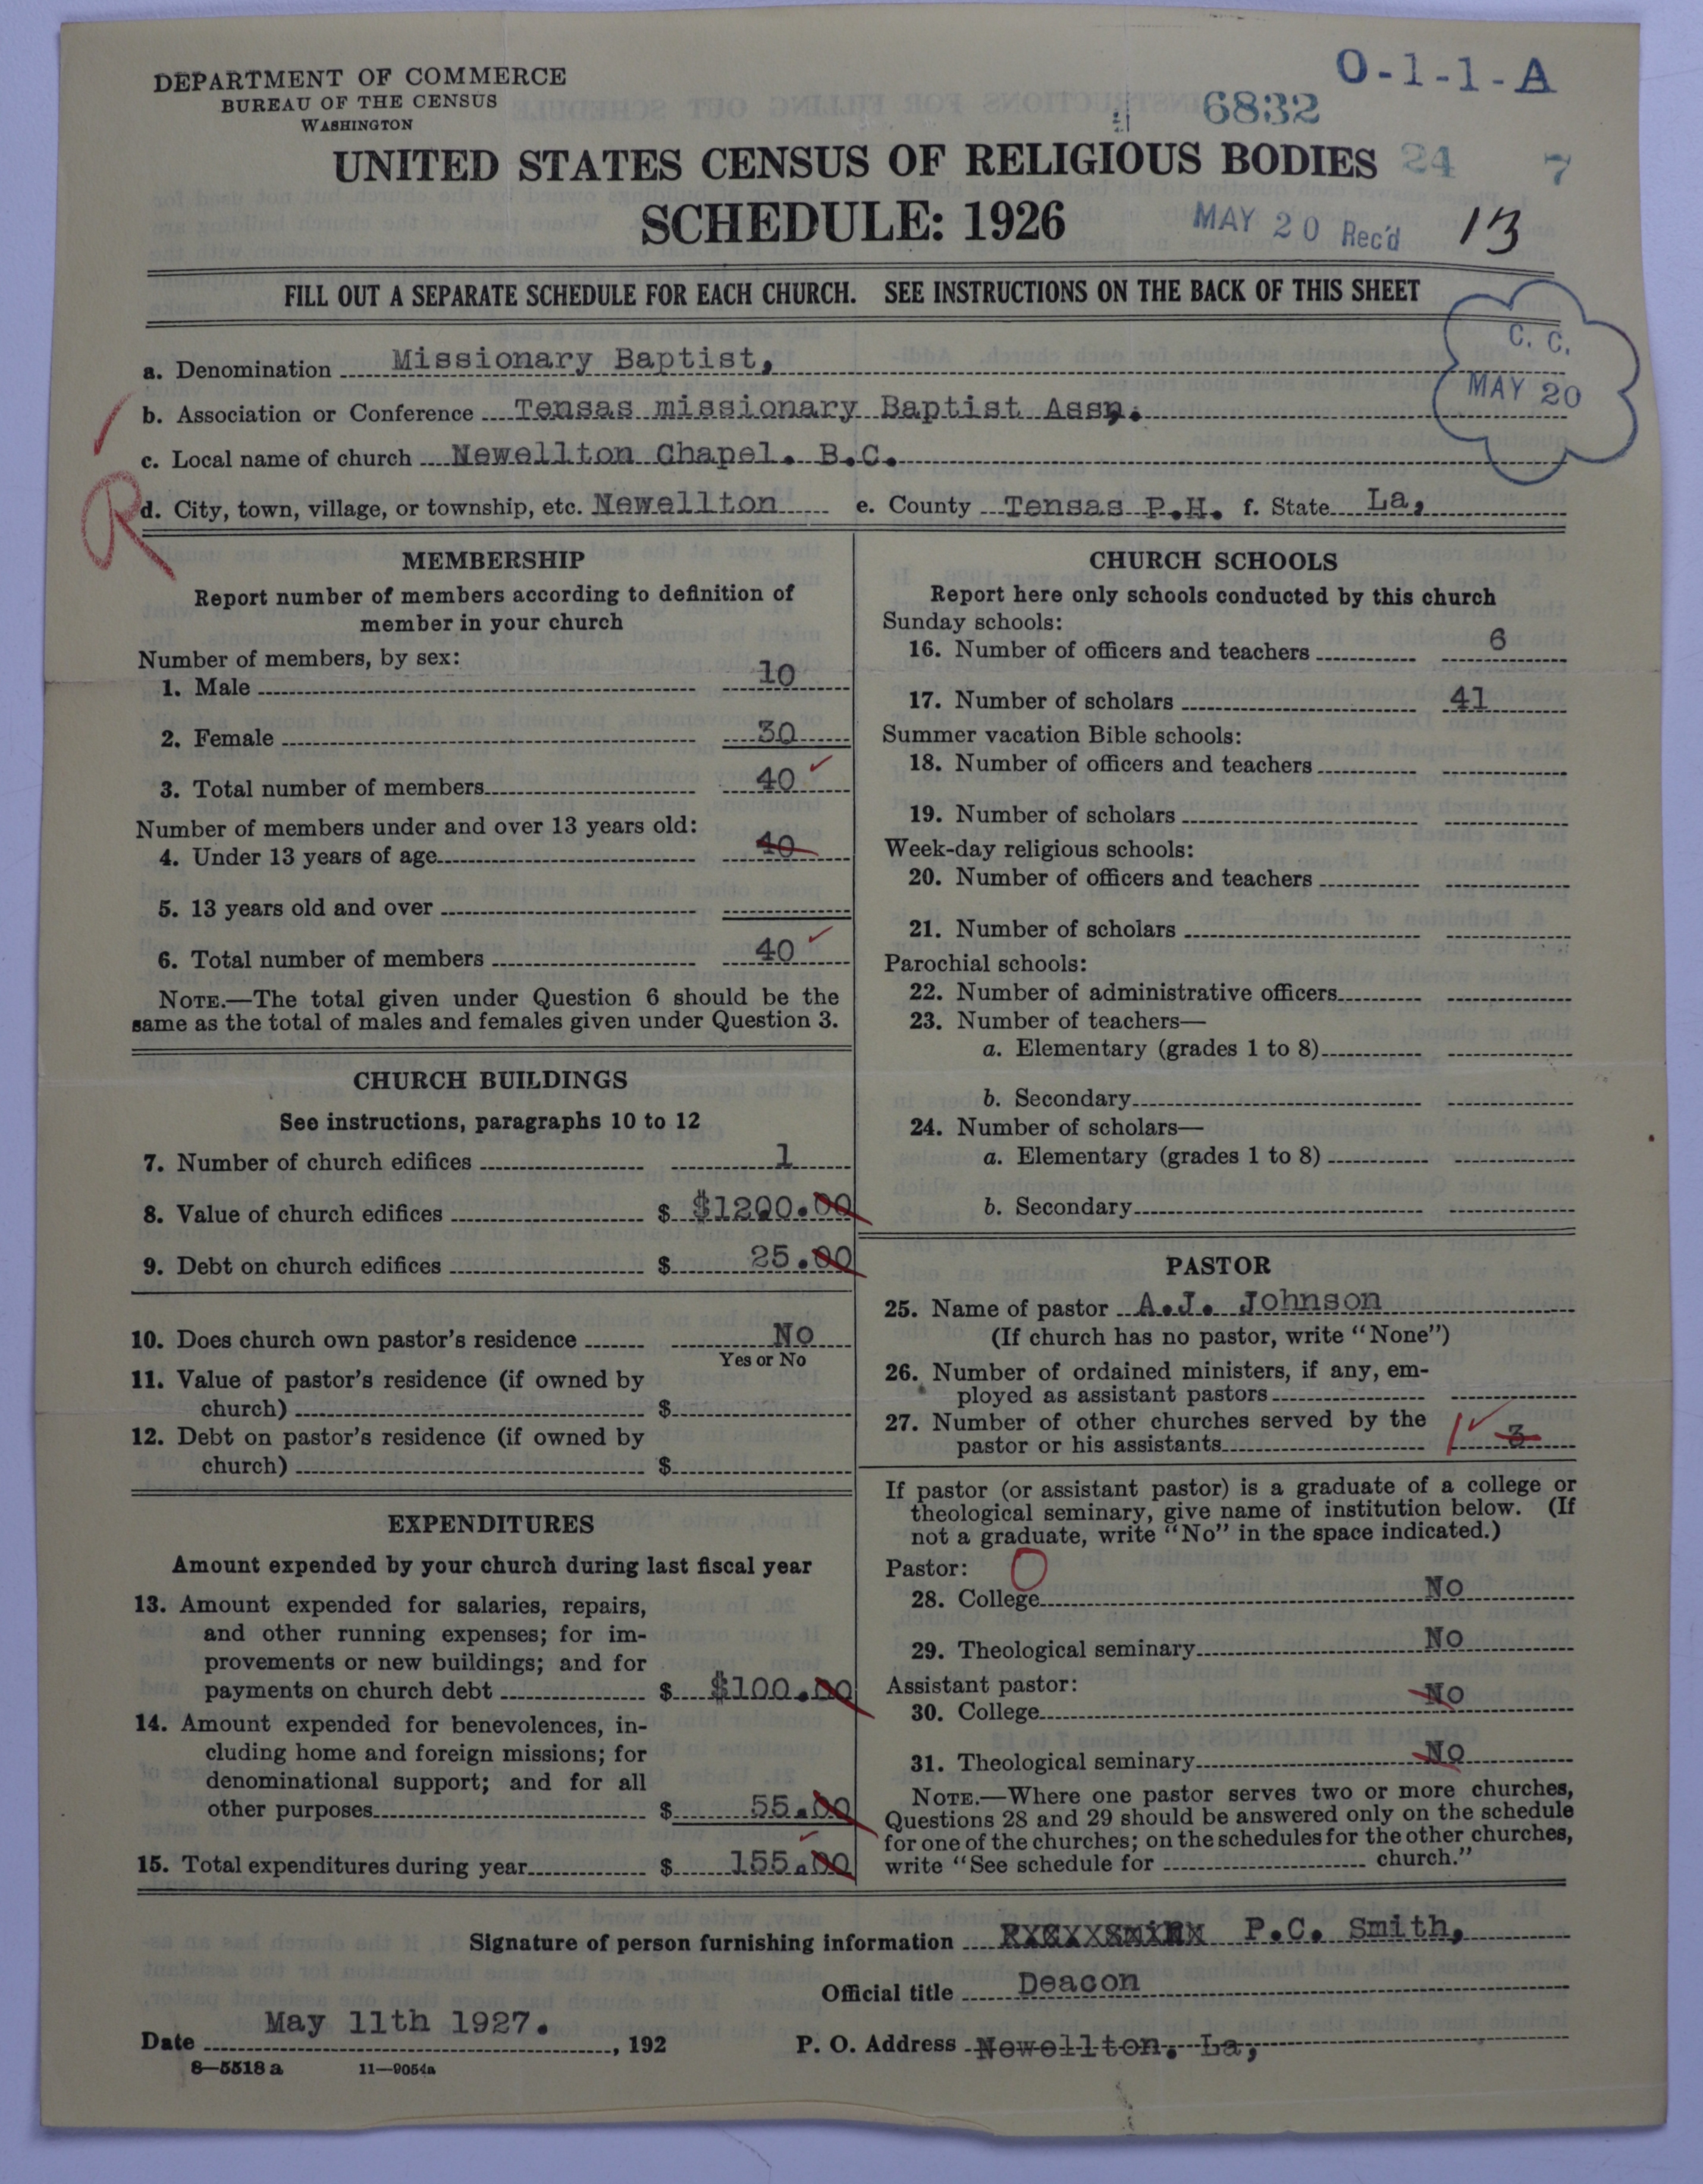 DEPARTMENT OF COMMERCE
BUREAU OF THE CENSUS
WASHINGTON
O-1-1-A
6832
UNITED STATES CENSUS OF RELIGIOUS BODIES
24 7
SCHEDULE: 1926
MAY 20 Rec'd
13
FILL OUT A SEPARATE SCHEDULE FOR EACH CHURCH. SEE INSTRUCTIONS ON THE BACK OF THIS SHEET
C. C.
MAY 20
a. Denomination Missionary Baptist,
b. Association or Conference Tensas missionary Baptist Assn.
c. Local name of church Newellton Chapel. B.C.
R
d. City, town, village, or township, etc. Newellton e. County Tensas P.H. f. State La,
MEMBERSHIP
Report number of members according to definition of
member in your church
Number of members, by sex:
1. Male 10
2. Female 30
3. Total number of members 40
Number of members under and over 13 years old:
4. Under 13 years of age 40
5. 13 years old and over
6. Total number of members 40
NOTE.—The total given under Question 6 should be the
same as the total of males and females given under Question 3.
CHURCH BUILDINGS
See instructions, paragraphs 10 to 12
7. Number of church edifices 1
8. Value of church edifices $ $1200.00
9. Debt on church edifices $ 25.00
10. Does church own pastor's residence No
Yes or No
11. Value of pastor's residence (if owned by
church) $
12. Debt on pastor's residence (if owned by
church) $
EXPENDITURES
Amount expended by your church during last fiscal year
13. Amount expended for salaries, repairs,
and other running expenses; for im-
provements or new buildings; and for
payments on church debt $ $100.00
14. Amount expended for benevolences, in-
cluding home and foreign missions; for
denominational support; and for all
other purposes $ 55.00
15. Total expenditures during year $ 155.00
CHURCH SCHOOLS
Report here only schools conducted by this church
Sunday schools:
16. Number of officers and teachers 6
17. Number of scholars 41
Summer vacation Bible schools:
18. Number of officers and teachers
19. Number of scholars
Week-day religious schools:
20. Number of officers and teachers
21. Number of scholars
Parochial schools:
22. Number of administrative officers
23. Number of teachers—
a. Elementary (grades 1 to 8)
b. Secondary
24. Number of scholars—
a. Elementary (grades 1 to 8)
b. Secondary
PASTOR
25. Name of pastor A.J. Johnson
(If church has no pastor, write "None")
26. Number of ordained ministers, if any, em-
ployed as assistant pastors
27. Number of other churches served by the
pastor or his assistants 1 3
If pastor (or assistant pastor) is a graduate of a college or
theological seminary, give name of institution below. (If
not a graduate, write "No" in the space indicated.)
Pastor: O
28. College No
29. Theological seminary No
Assistant pastor:
30. College No
31. Theological seminary No
NOTE.—Where one pastor serves two or more churches,
Questions 28 and 29 should be answered only on the schedule
for one of the churches; on the schedules for the other churches,
write "See schedule for church."
Signature of person furnishing information P.C. Smith,
Official title Deacon
Date May 11th 1927. , 192
P. O. Address Newellton, La,
8—5518 a 11—9054a